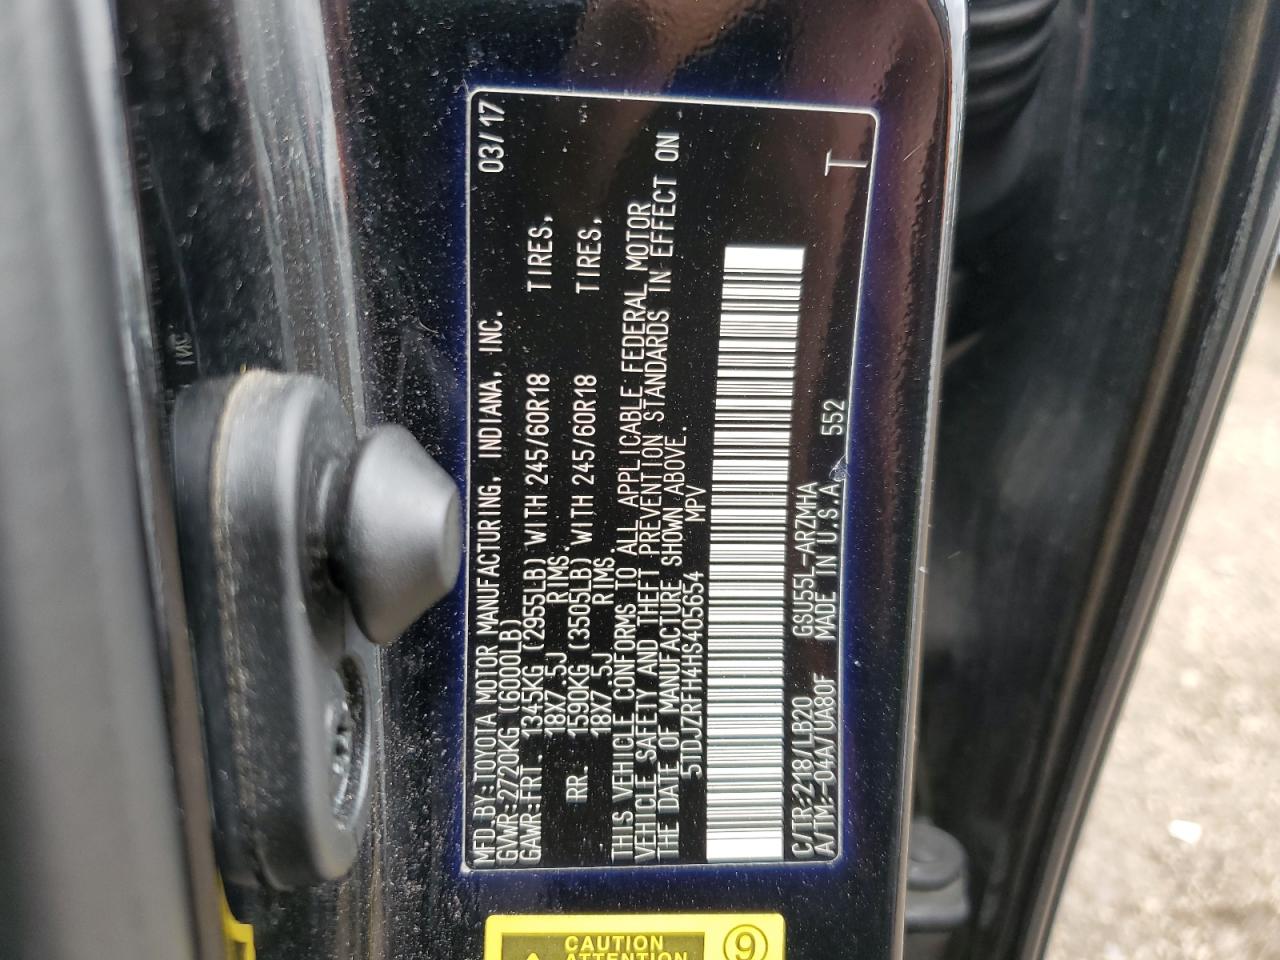 MFD.BY:TOYOTA MOTOR MANUFACTURING, INDIANA, INC. 03/17
GVWR:2720KG(6000LB)
GAWR:FRT. 1345KG(2955LB)WITH 245/60R18 TIRES,
18X7.5J RIMS.
RR. 1590KG(3505LB)WITH 245/60R18 TIRES,
18X7.5J RIMS.
THIS VEHICLE CONFORMS TO ALL APPLICABLE FEDERAL MOTOR
VEHICLE SAFETY AND THEFT PREVENTION STANDARDS IN EFFECT ON
THE DATE OF MANUFACTURE SHOWN ABOVE.
5TDJZRFH4HS405654 MPV
C/TR:218/LB20 GSU55L-ARZMHA
A/TM:-04A/UA80F MADE IN U.S.A. 552
T
CAUTION
ATTENTION
9